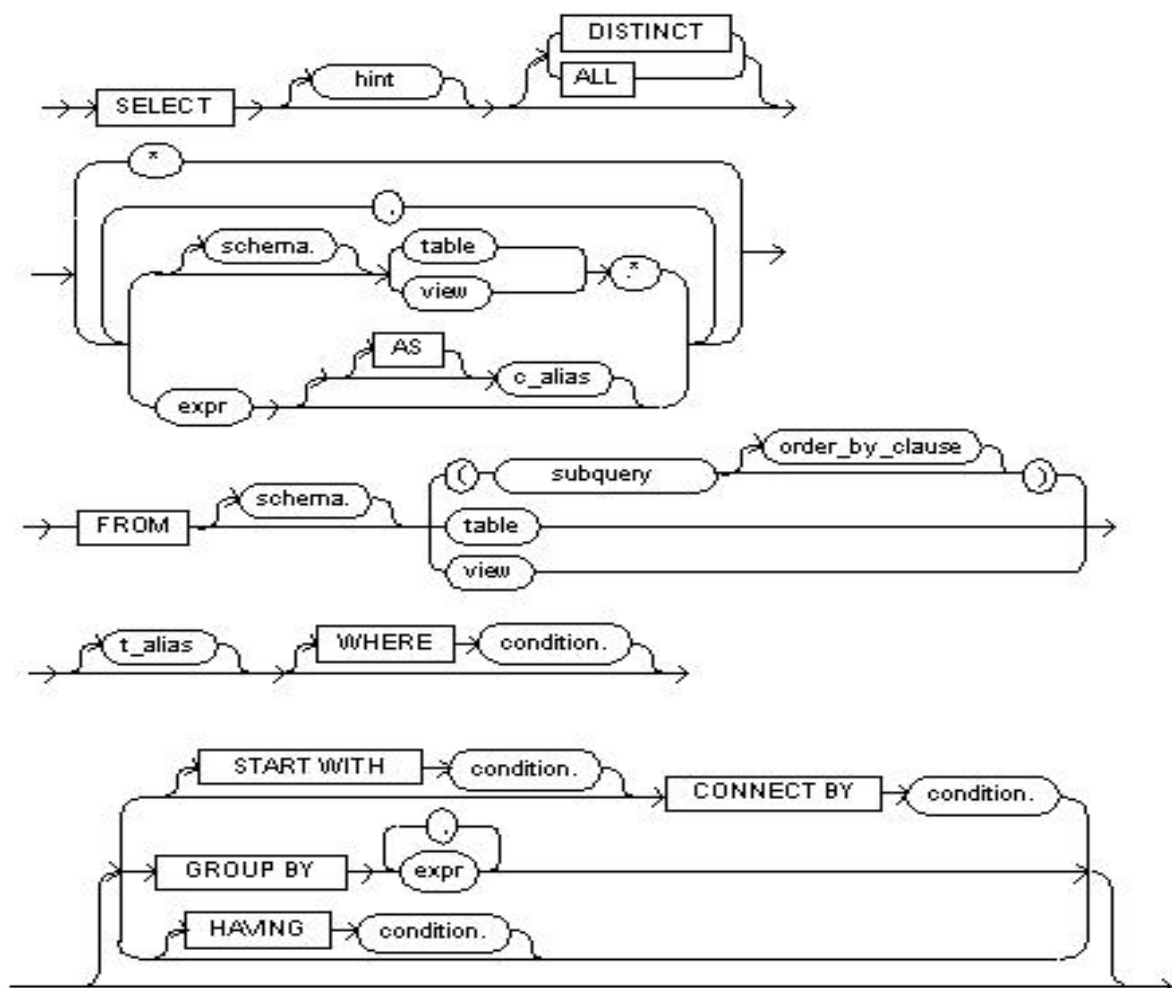 DISTINCT
hint
ALL
SELECT
*
,
schema.
table
.*
view
AS
c_alias
expr
order_by_clause
( subquery )
schema.
FROM
table
view
t_alias
WHERE condition.
START WITH condition.
CONNECT BY condition.
,
GROUP BY expr
HAVING condition.